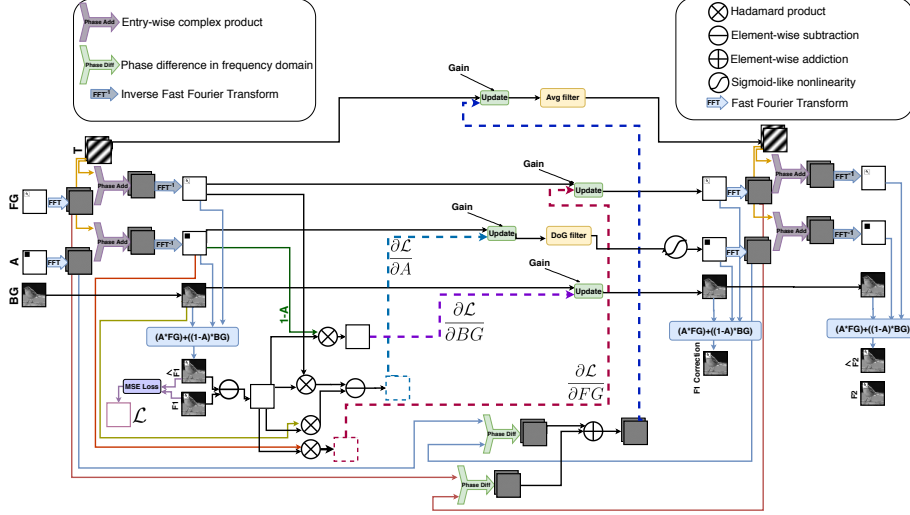 Phase Add
Entry-wise complex product
Phase Diff
Phase difference in frequency domain
FFT⁻¹
Inverse Fast Fourier Transform
Hadamard product
Element-wise subtraction
Element-wise addiction
Sigmoid-like nonlinearity
FFT
Fast Fourier Transform
Gain
Update
Avg filter
T
Phase Add
FFT⁻¹
FG
FFT
Gain
Update
FFT
Phase Add
FFT⁻¹
A
FFT
Phase Add
FFT⁻¹
Gain
Update
DoG filter
FFT
Phase Add
FFT⁻¹
BG
Gain
Update
∂ℒ
∂A
1-A
∂ℒ
∂BG
(A*FG)+((1-A)*BG)
(A*FG)+((1-A)*BG)
(A*FG)+((1-A)*BG)
MSE Loss
F̂1
F1
ℒ
∂ℒ
∂FG
F1 Correction
F̂2
F2
Phase Diff
Phase Diff